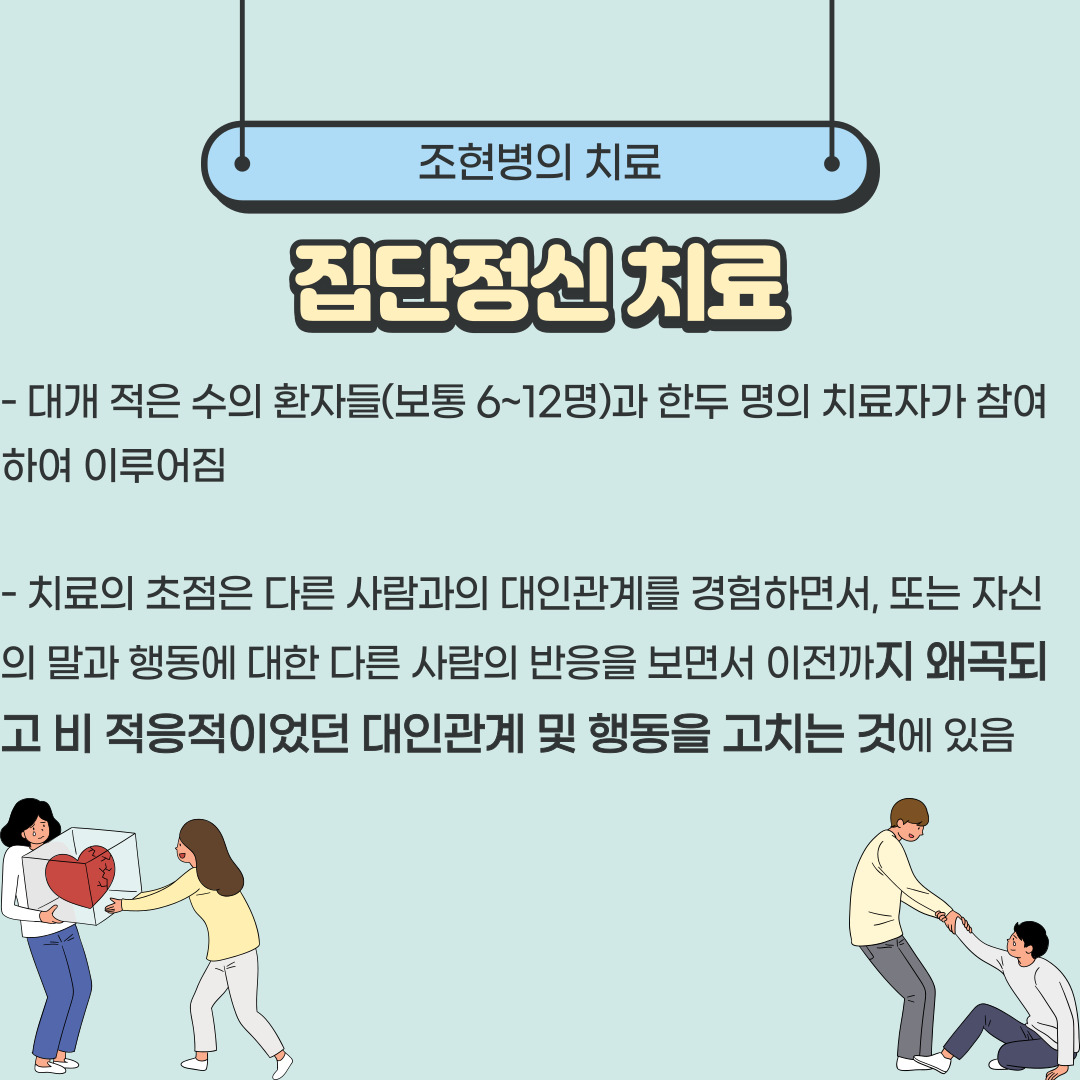 조현병의 치료
집단정신 치료
- 대개 적은 수의 환자들(보통 6~12명)과 한두 명의 치료자가 참여
하여 이루어짐
- 치료의 초점은 다른 사람과의 대인관계를 경험하면서, 또는 자신
의 말과 행동에 대한 다른 사람의 반응을 보면서 이전까지 왜곡되
고 비 적응적이었던 대인관계 및 행동을 고치는 것에 있음